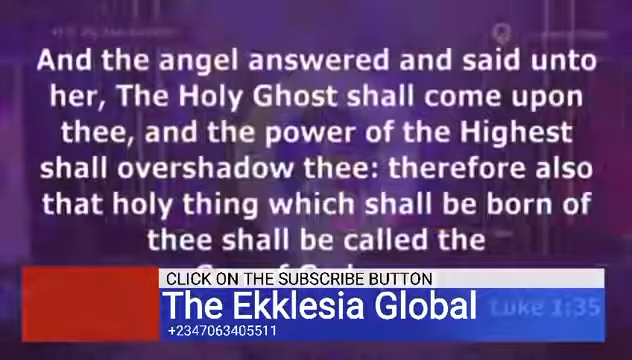 And the angel answered and said unto
her, The Holy Ghost shall come upon
thee, and the power of the Highest
shall overshadow thee: therefore also
that holy thing which shall be born of
thee shall be called the
CLICK ON THE SUBSCRIBE BUTTON
The Ekklesia Global
Luke 1:35
+2347063405511